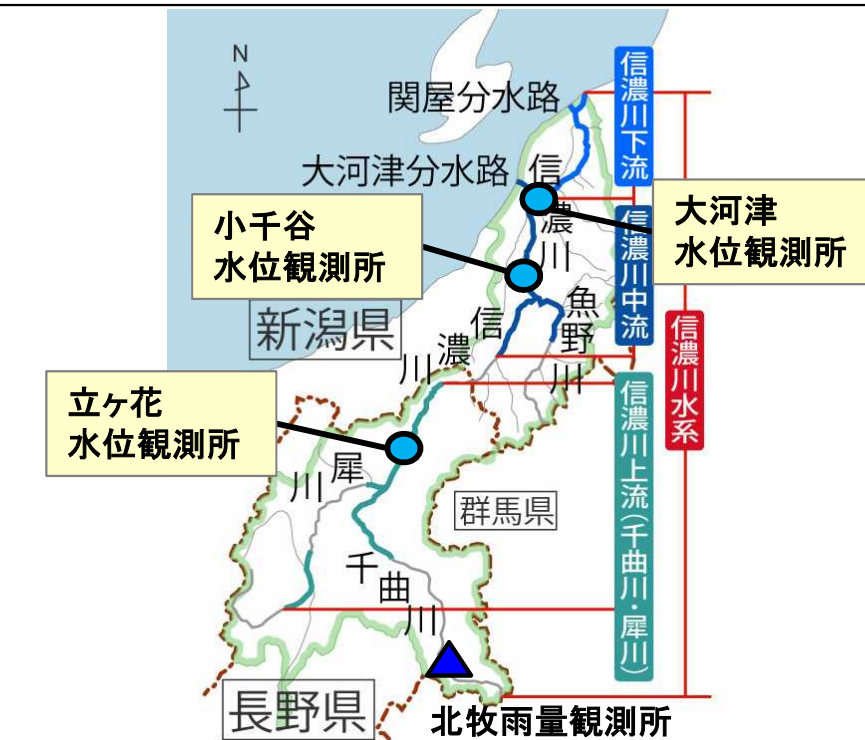 N
関屋分水路
信濃川下流
大河津分水路
信濃川
大河津
水位観測所
小千谷
水位観測所
信濃川中流
魚野川
新潟県
信濃川
信濃川水系
立ヶ花
水位観測所
信濃川上流(千曲川・犀川)
犀川
群馬県
千曲川
長野県
北牧雨量観測所